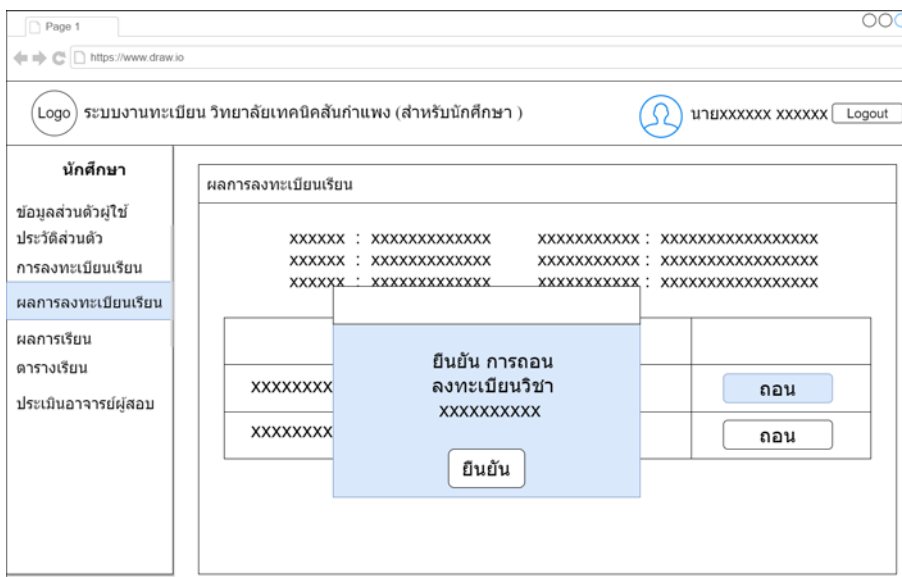 Page 1
https://www.draw.io
Logo ระบบงานทะเบียน วิทยาลัยเทคนิคสันกำแพง (สำหรับนักศึกษา ) นายxxxxxx xxxxxx Logout
นักศึกษา
ข้อมูลส่วนตัวผู้ใช้
ประวัติส่วนตัว
การลงทะเบียนเรียน
ผลการลงทะเบียนเรียน
ผลการเรียน
ตารางเรียน
ประเมินอาจารย์ผู้สอบ
ผลการลงทะเบียนเรียน
xxxxxx : xxxxxxxxxxxxx xxxxxxxxxxx : xxxxxxxxxxxxxxxxx
xxxxxx : xxxxxxxxxxxxx xxxxxxxxxxx : xxxxxxxxxxxxxxxxx
xxxxxx : xxxxxxxxxxxxx xxxxxxxxxxx : xxxxxxxxxxxxxxxxx
xxxxxxxx ถอน
xxxxxxxx ถอน
ยืนยัน การถอน
ลงทะเบียนวิชา
xxxxxxxxxx
ยืนยัน